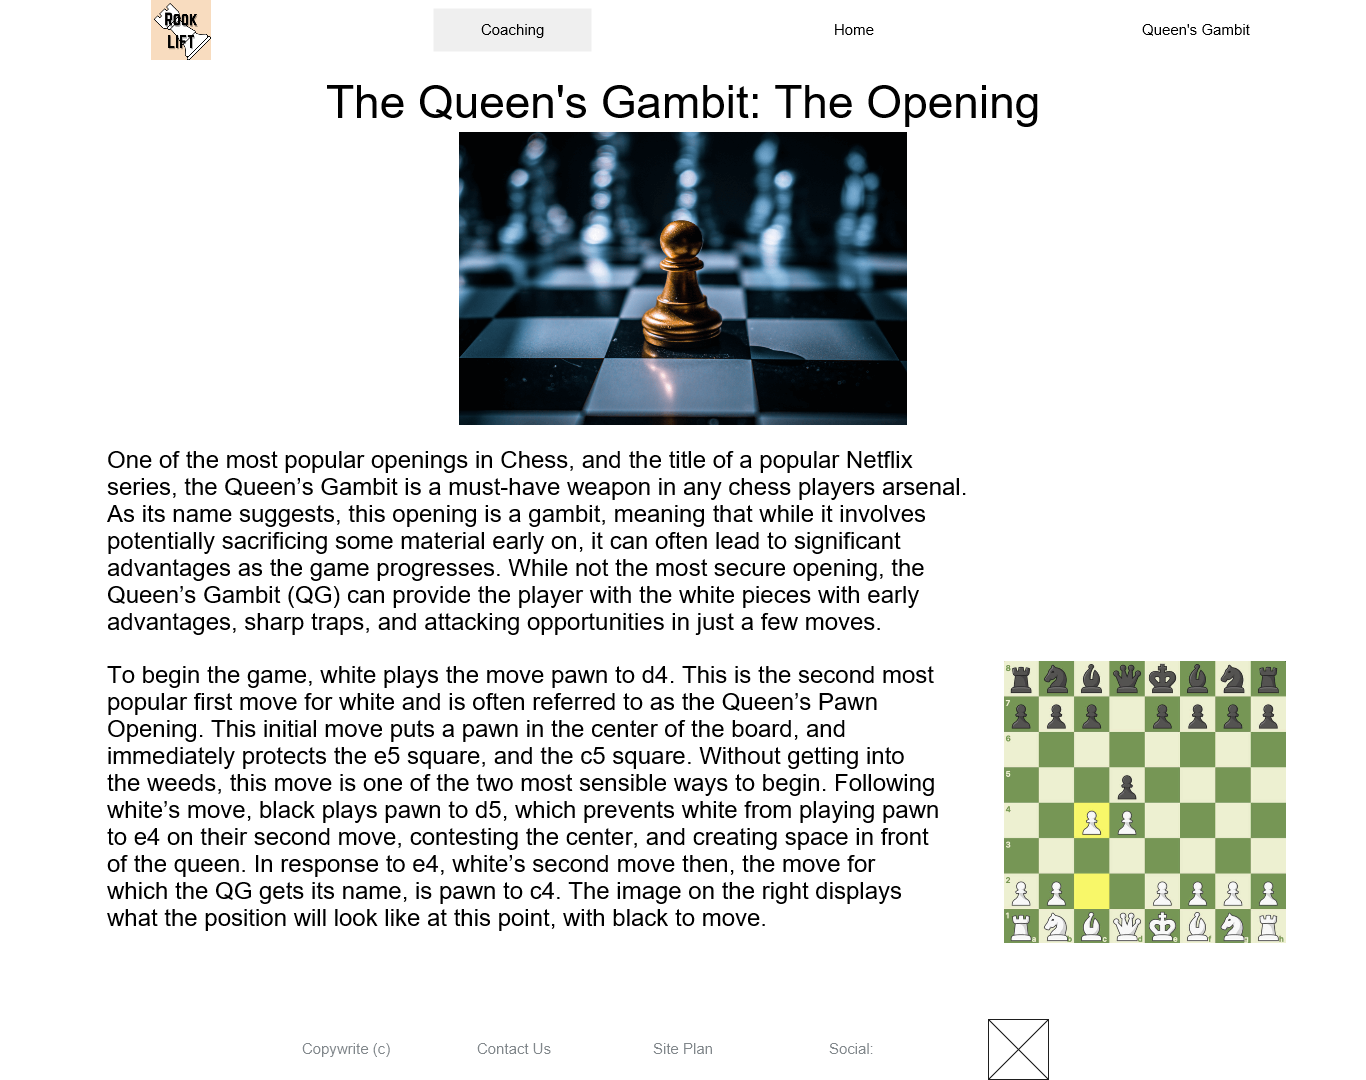 ROOK
LIFT
Coaching
Home
Queen's Gambit
The Queen's Gambit: The Opening
One of the most popular openings in Chess, and the title of a popular Netflix
series, the Queen’s Gambit is a must-have weapon in any chess players arsenal.
As its name suggests, this opening is a gambit, meaning that while it involves
potentially sacrificing some material early on, it can often lead to significant
advantages as the game progresses. While not the most secure opening, the
Queen’s Gambit (QG) can provide the player with the white pieces with early
advantages, sharp traps, and attacking opportunities in just a few moves.
To begin the game, white plays the move pawn to d4. This is the second most
popular first move for white and is often referred to as the Queen’s Pawn
Opening. This initial move puts a pawn in the center of the board, and
immediately protects the e5 square, and the c5 square. Without getting into
the weeds, this move is one of the two most sensible ways to begin. Following
white’s move, black plays pawn to d5, which prevents white from playing pawn
to e4 on their second move, contesting the center, and creating space in front
of the queen. In response to e4, white’s second move then, the move for
which the QG gets its name, is pawn to c4. The image on the right displays
what the position will look like at this point, with black to move.
8
7
6
5
4
3
2
1
a b c d e f g h
Copywrite (c)
Contact Us
Site Plan
Social: